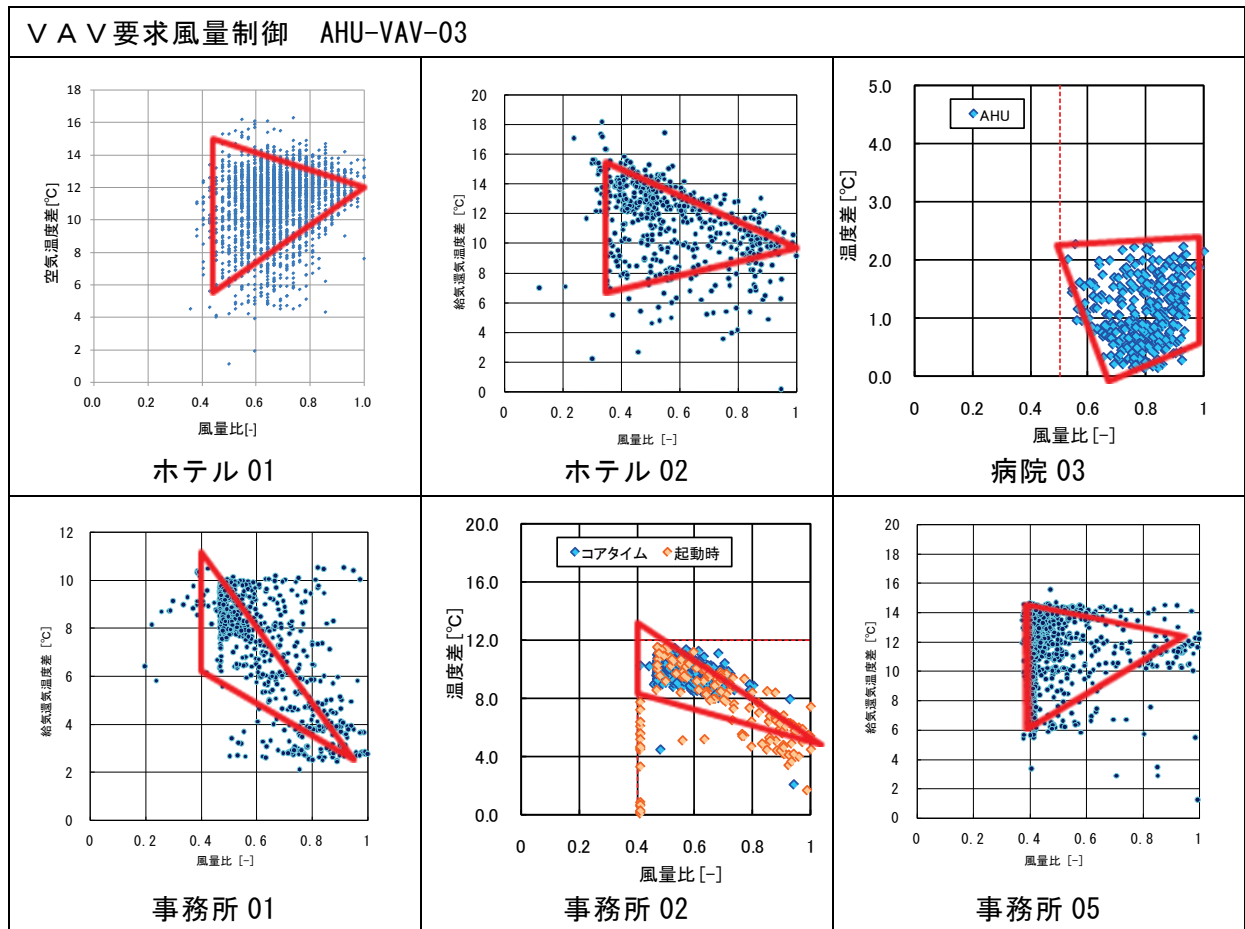 ＶＡＶ要求風量制御 AHU-VAV-03
18
16
14
12
10
8
6
4
2
0
空気温度差[℃]
0.0 0.2 0.4 0.6 0.8 1.0
風量比[-]
ホテル 01
20
18
16
14
12
10
8
6
4
2
0
給気還気温度差 [℃]
0 0.2 0.4 0.6 0.8 1
風量比 [-]
ホテル 02
5.0
4.0
3.0
2.0
1.0
0.0
温度差[℃]
AHU
0 0.2 0.4 0.6 0.8 1
風量比[-]
病院 03
12
10
8
6
4
2
0
給気還気温度差 [℃]
0 0.2 0.4 0.6 0.8 1
風量比 [-]
事務所 01
20.0
16.0
12.0
8.0
4.0
0.0
温度差[℃]
コアタイム 起動時
0 0.2 0.4 0.6 0.8 1
風量比[-]
事務所 02
20
18
16
14
12
10
8
6
4
2
0
給気還気温度差 [℃]
0 0.2 0.4 0.6 0.8 1
風量比 [-]
事務所 05